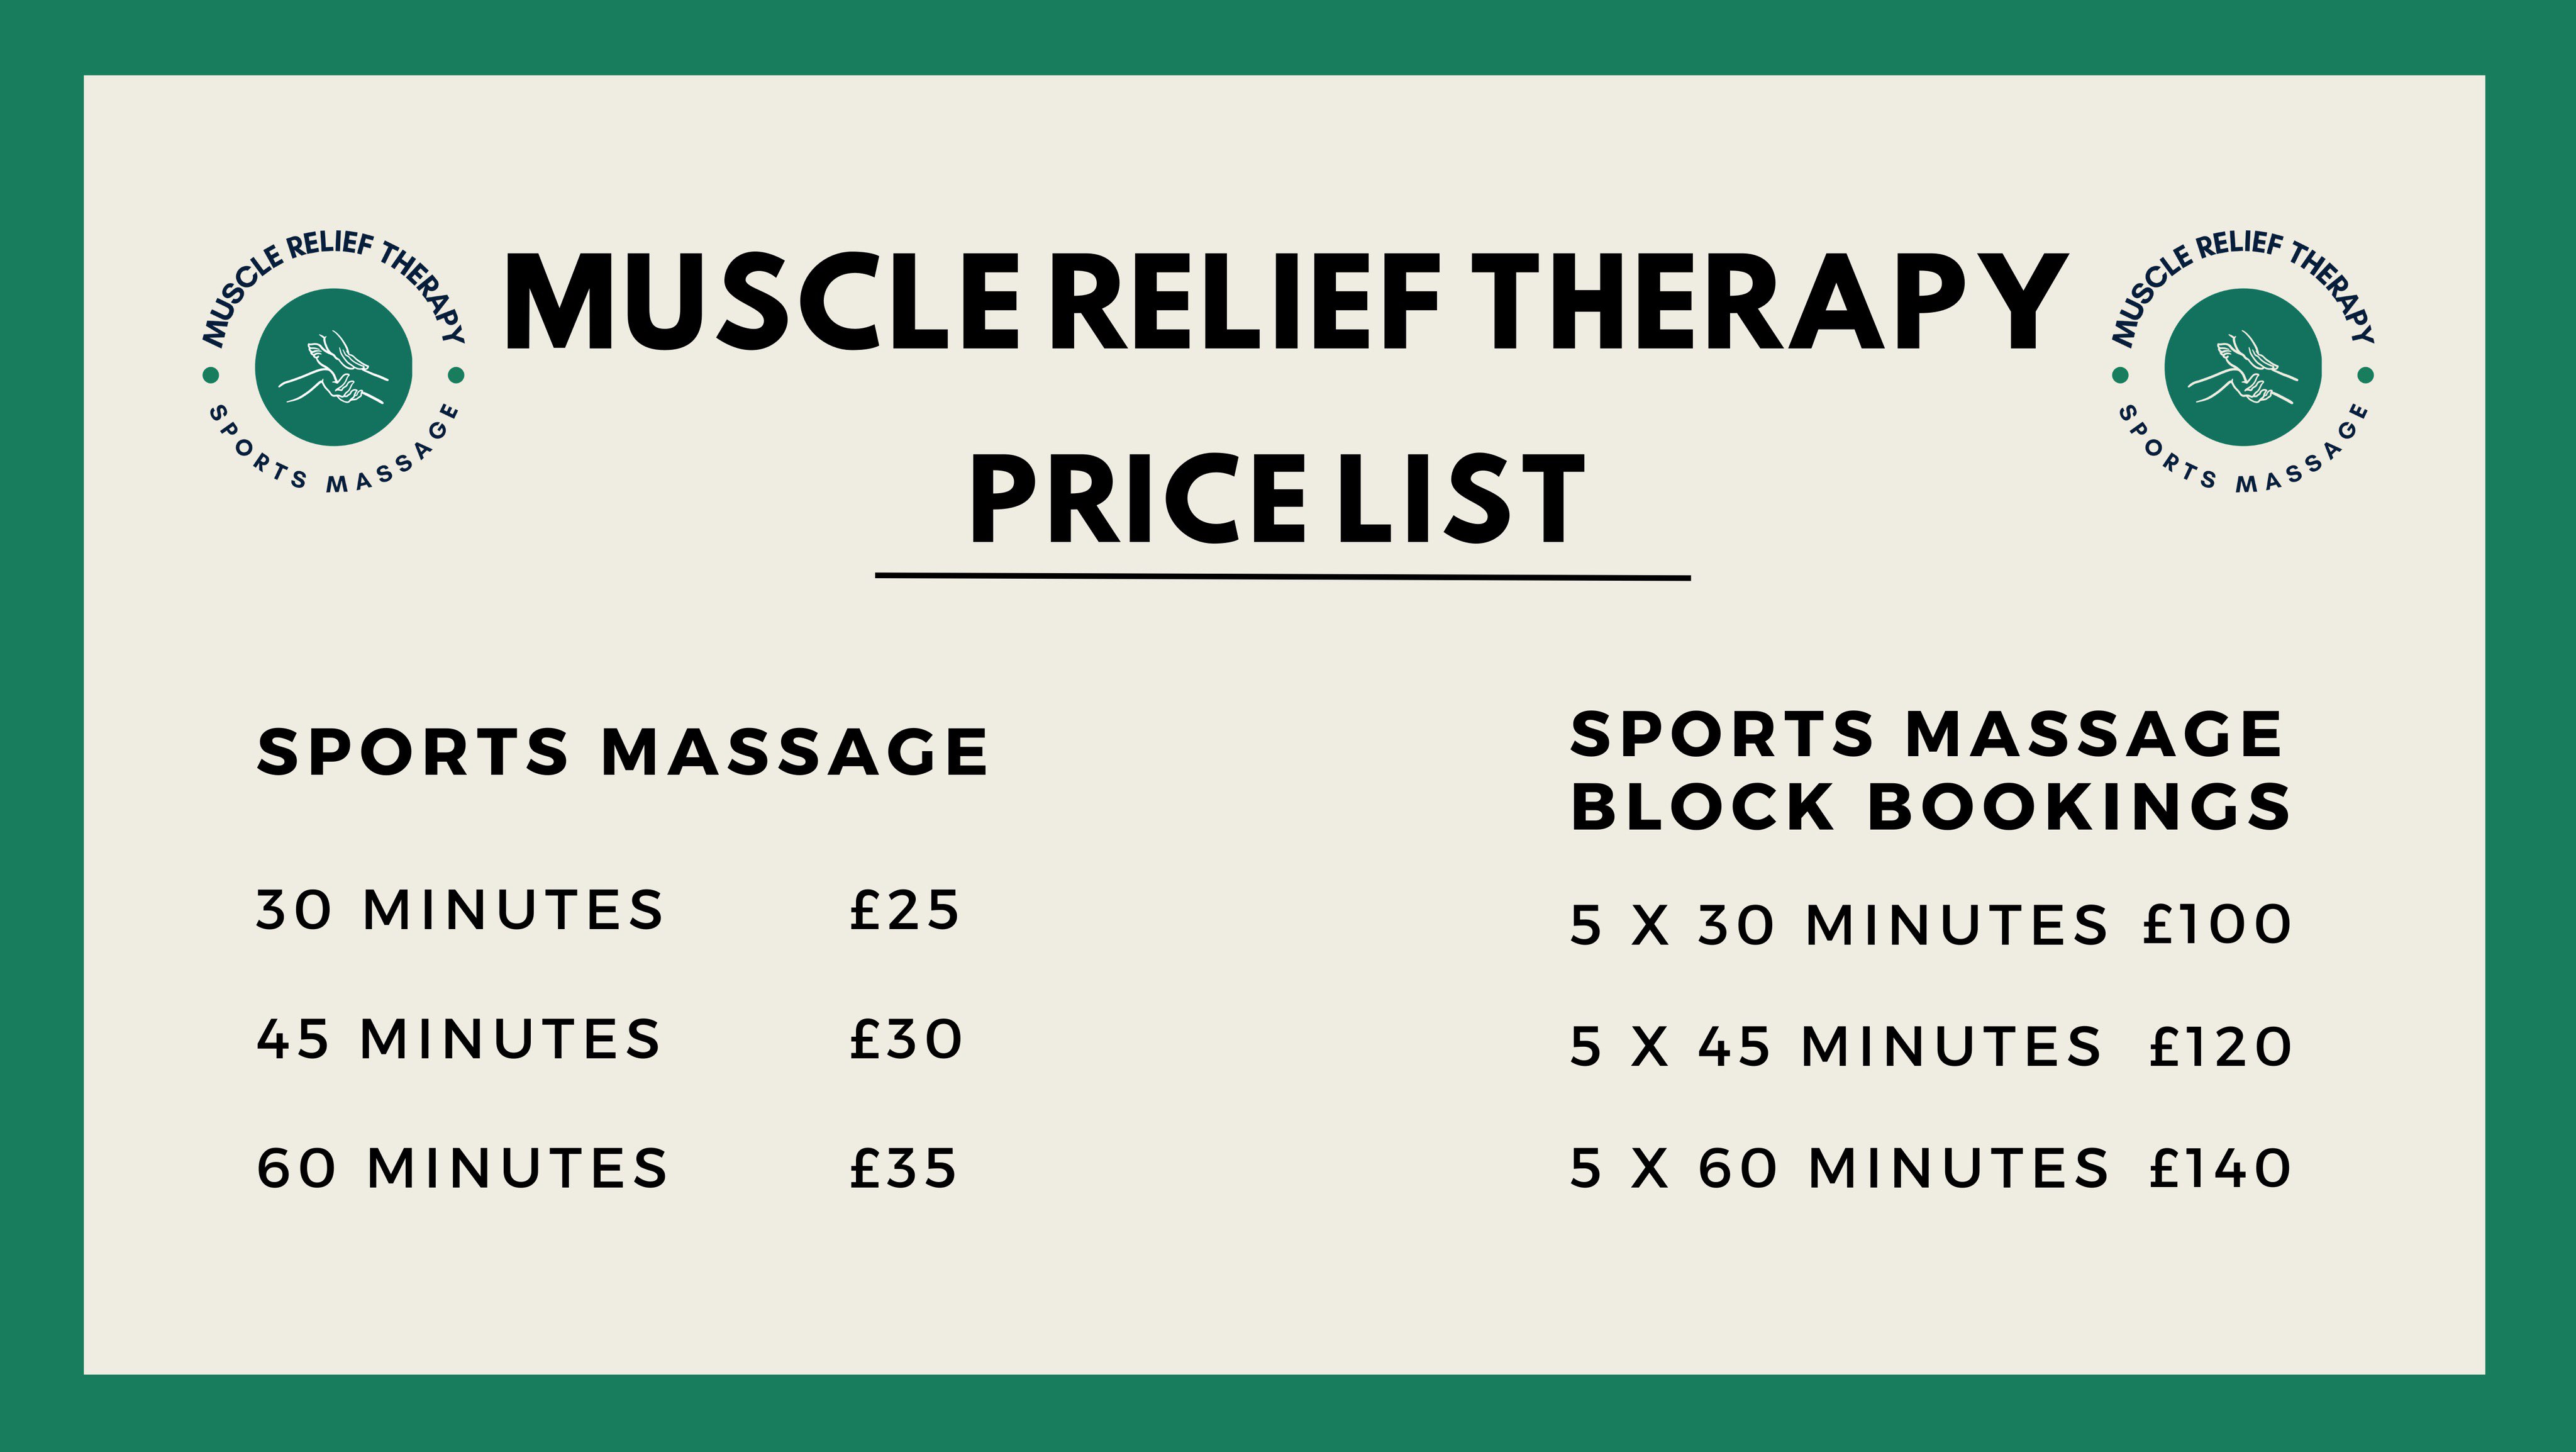 MUSCLE RELIEF THERAPY
SPORTS MASSAGE
MUSCLE RELIEF THERAPY
PRICE LIST
MUSCLE RELIEF THERAPY
SPORTS MASSAGE
SPORTS MASSAGE
30 MINUTES £25
45 MINUTES £30
60 MINUTES £35
SPORTS MASSAGE
BLOCK BOOKINGS
5 X 30 MINUTES £100
5 X 45 MINUTES £120
5 X 60 MINUTES £140